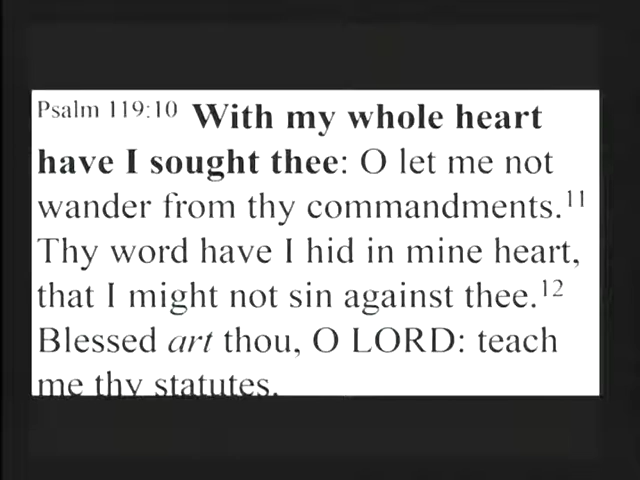 Psalm 119:10 With my whole heart
have I sought thee: O let me not
wander from thy commandments.11
Thy word have I hid in mine heart,
that I might not sin against thee.12
Blessed art thou, O LORD: teach
me thy statutes.